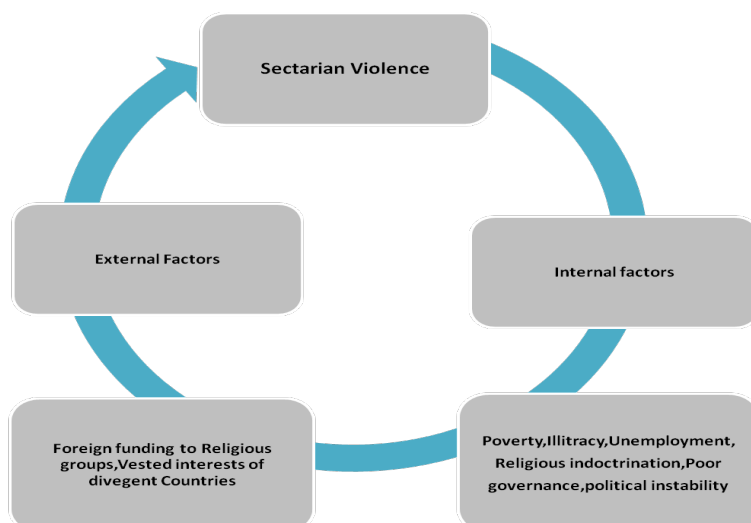 Sectarian Violence
External Factors
Internal factors
Foreign funding to Religious
groups,Vested interests of
divegent Countries
Poverty,Illitracy,Unemployment,
Religious indoctrination,Poor
governance,political instability